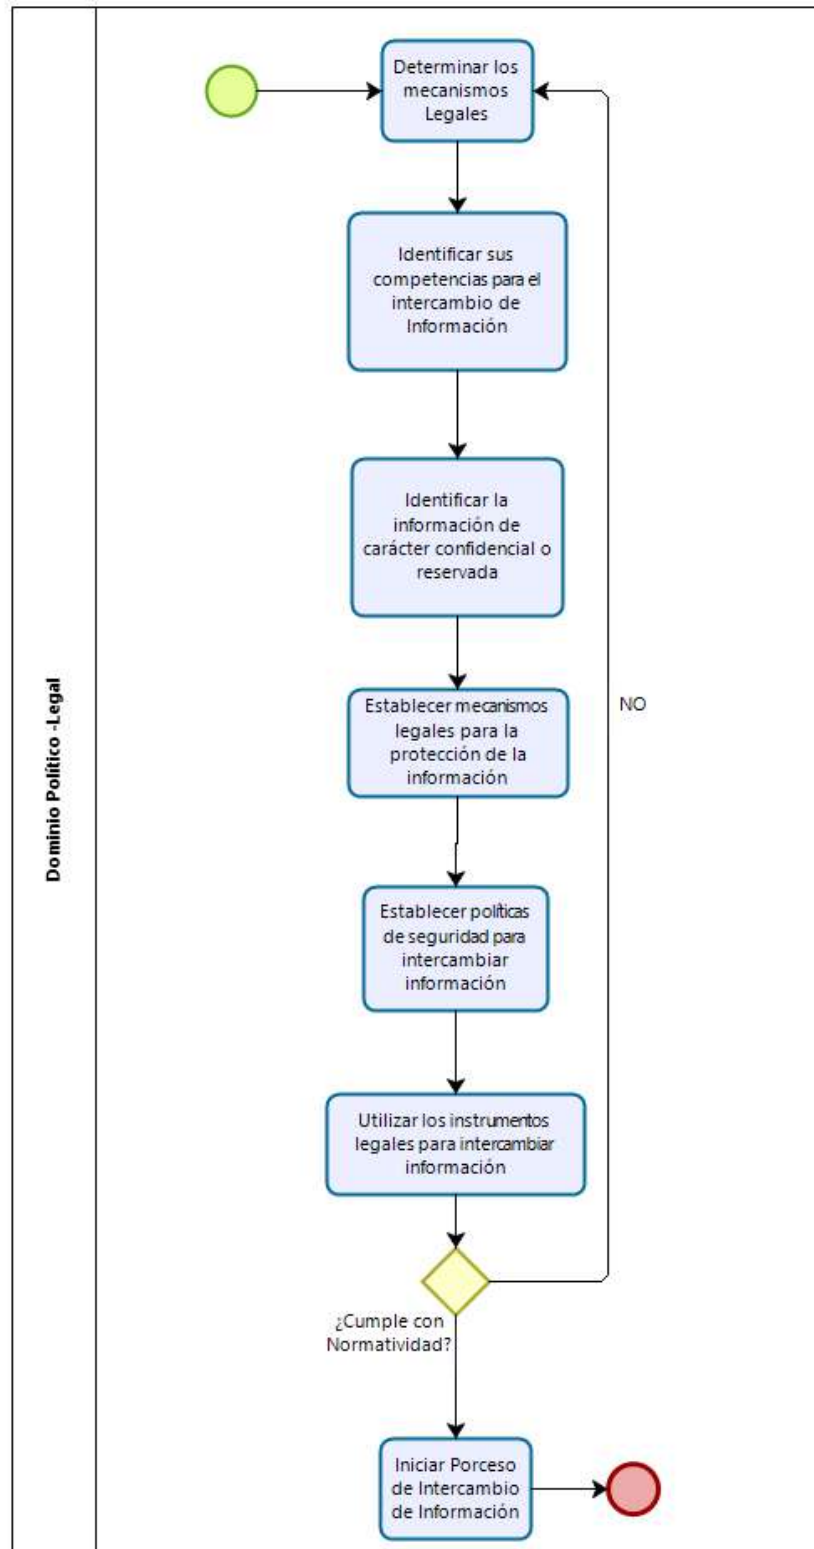 Dominio Político -Legal
Determinar los
mecanismos
Legales
Identificar sus
competencias para el
intercambio de
Información
Identificar la
información de
carácter confidencial o
reservada
Establecer mecanismos
legales para la
protección de la
información
NO
Establecer políticas
de seguridad para
intercambiar
información
Utilizar los instrumentos
legales para intercambiar
información
¿Cumple con
Normatividad?
Iniciar Porceso
de Intercambio
de Información